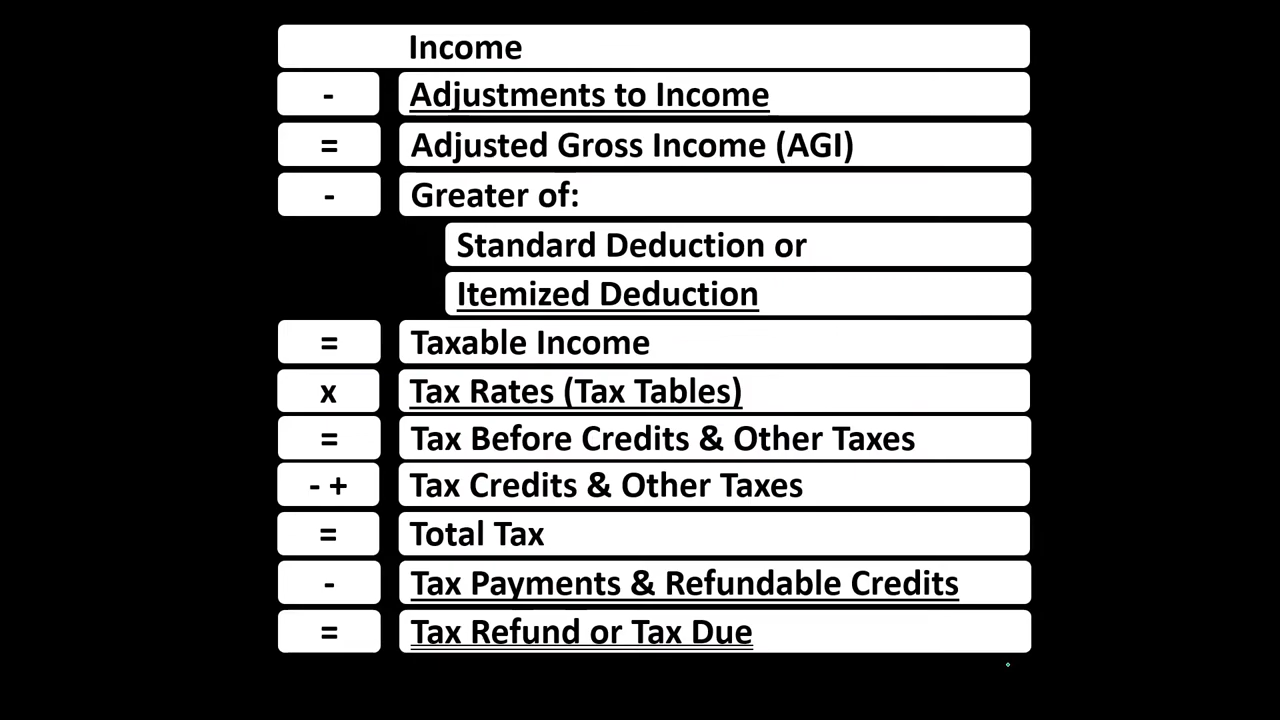 Income
- Adjustments to Income
= Adjusted Gross Income (AGI)
- Greater of:
Standard Deduction or
Itemized Deduction
= Taxable Income
x Tax Rates (Tax Tables)
= Tax Before Credits & Other Taxes
- + Tax Credits & Other Taxes
= Total Tax
- Tax Payments & Refundable Credits
= Tax Refund or Tax Due